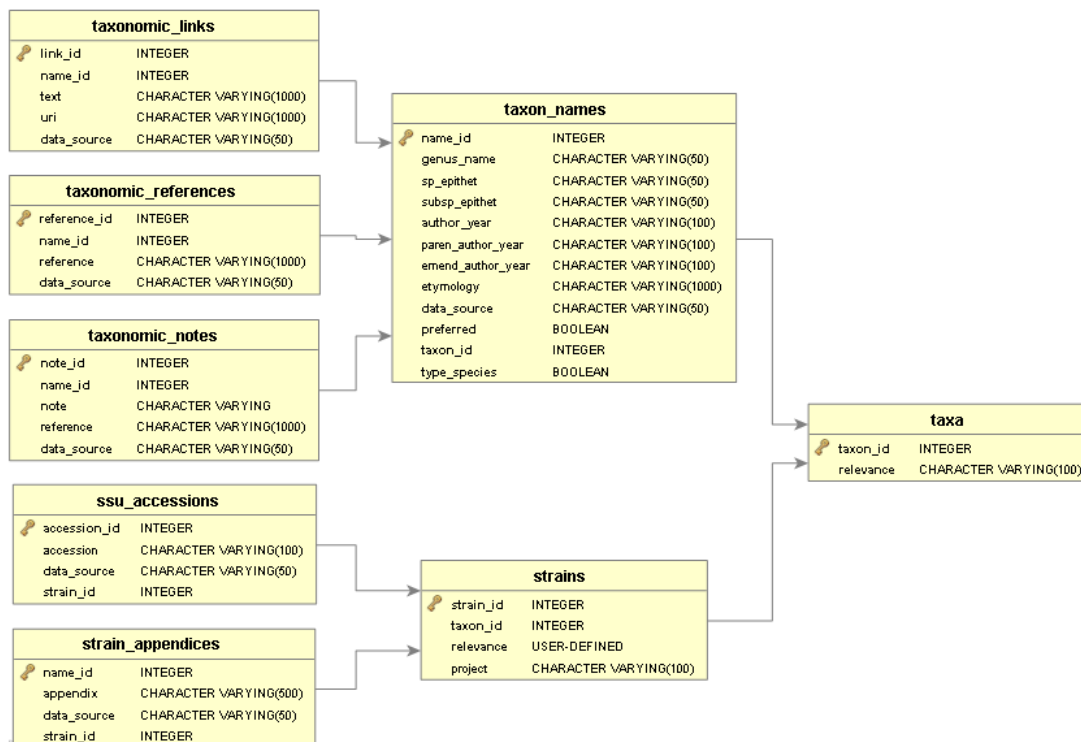 taxonomic_links
link_id INTEGER
name_id INTEGER
text CHARACTER VARYING(1000)
uri CHARACTER VARYING(1000)
data_source CHARACTER VARYING(50)
taxonomic_references
reference_id INTEGER
name_id INTEGER
reference CHARACTER VARYING(1000)
data_source CHARACTER VARYING(50)
taxonomic_notes
note_id INTEGER
name_id INTEGER
note CHARACTER VARYING
reference CHARACTER VARYING(1000)
data_source CHARACTER VARYING(50)
ssu_accessions
accession_id INTEGER
accession CHARACTER VARYING(100)
data_source CHARACTER VARYING(50)
strain_id INTEGER
strain_appendices
name_id INTEGER
appendix CHARACTER VARYING(500)
data_source CHARACTER VARYING(50)
strain_id INTEGER
taxon_names
name_id INTEGER
genus_name CHARACTER VARYING(50)
sp_epithet CHARACTER VARYING(50)
subsp_epithet CHARACTER VARYING(50)
author_year CHARACTER VARYING(100)
paren_author_year CHARACTER VARYING(100)
emend_author_year CHARACTER VARYING(100)
etymology CHARACTER VARYING(1000)
data_source CHARACTER VARYING(50)
preferred BOOLEAN
taxon_id INTEGER
type_species BOOLEAN
strains
strain_id INTEGER
taxon_id INTEGER
relevance USER-DEFINED
project CHARACTER VARYING(100)
taxa
taxon_id INTEGER
relevance CHARACTER VARYING(100)